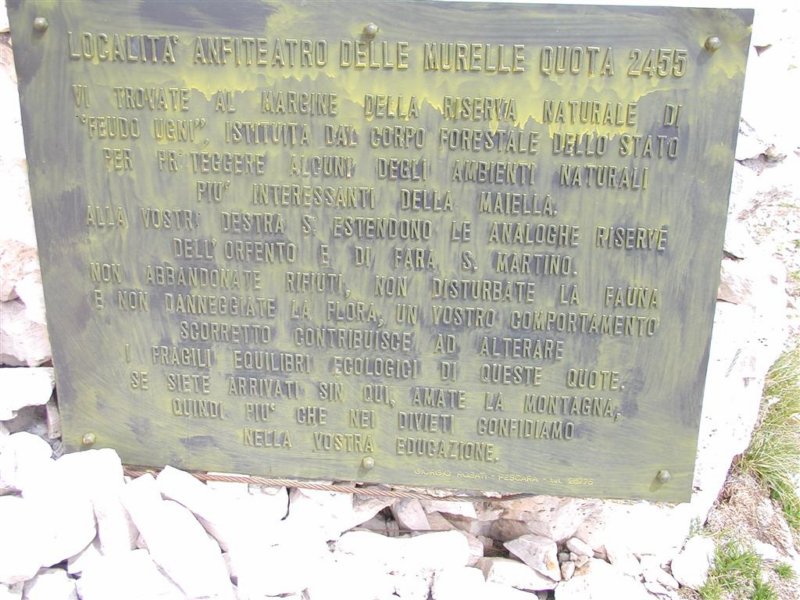 LOCALITA' ANFITEATRO DELLE MURELLE QUOTA 2455
VI TROVATE AL MARGINE DELLA RISERVA NATURALE DI
"FEUDO UGNI", ISTITUITA DAL CORPO FORESTALE DELLO STATO
PER PR TEGGERE ALCUNI DEGLI AMBIENTI NATURALI
PIU' INTERESSANTI DELLA MAIELLA.
ALLA VOSTR DESTRA S. ESTENDONO LE ANALOGHE RISERVE
DELL'ORFENTO E DI FARA S. MARTINO.
NON ABBANDONATE RIFIUTI, NON DISTURBATE LA FAUNA
E NON DANNEGGIATE LA FLORA, UN VOSTRO COMPORTAMENTO
SCORRETTO CONTRIBUISCE AD ALTERARE
I FRAGILI EQUILIBRI ECOLOGICI DI QUESTE QUOTE.
SE SIETE ARRIVATI SIN QUI, AMATE LA MONTAGNA,
QUINDI PIU' CHE NEI DIVIETI CONFIDIAMO
NELLA VOSTRA EDUCAZIONE.
GIORGIO - PESCARA -